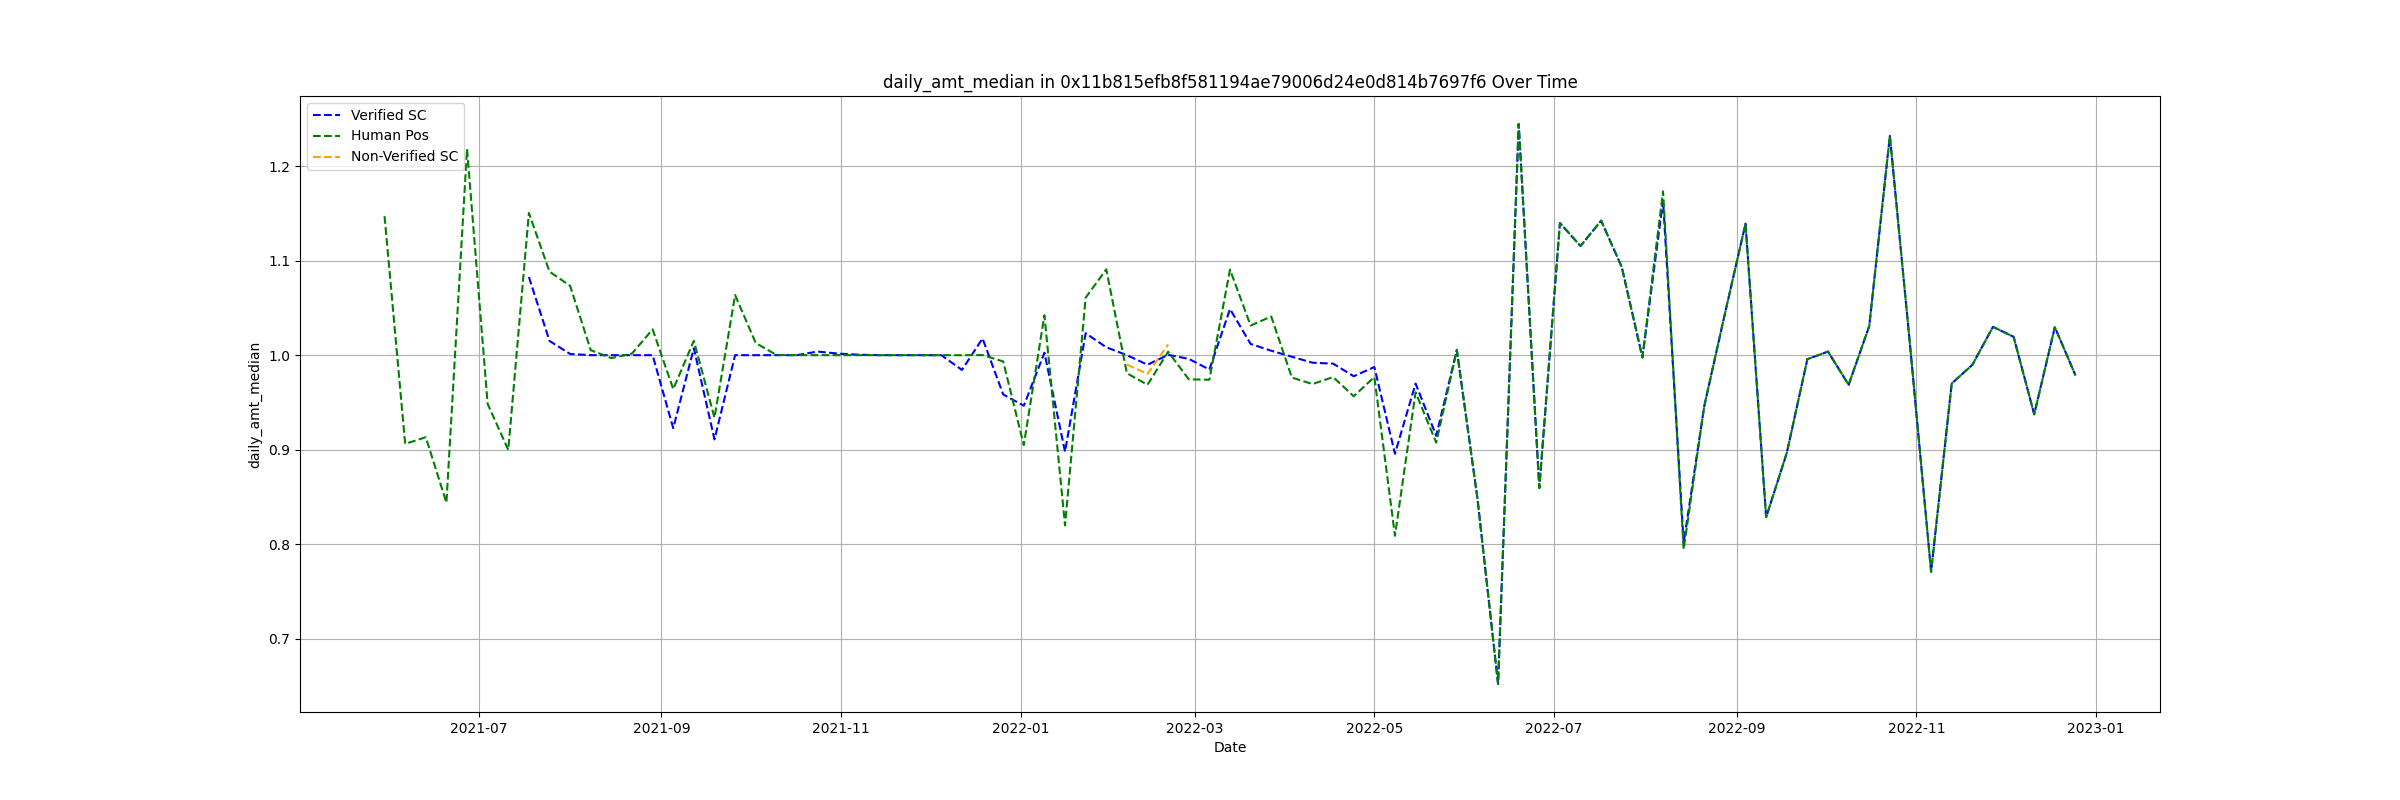 daily_amt_median in 0x11b815efb8f581194ae79006d24e0d814b7697f6 Over Time
Verified SC
Human Pos
Non-Verified SC
daily_amt_median
1.2
1.1
1.0
0.9
0.8
0.7
2021-07
2021-09
2021-11
2022-01
2022-03
2022-05
2022-07
2022-09
2022-11
2023-01
Date